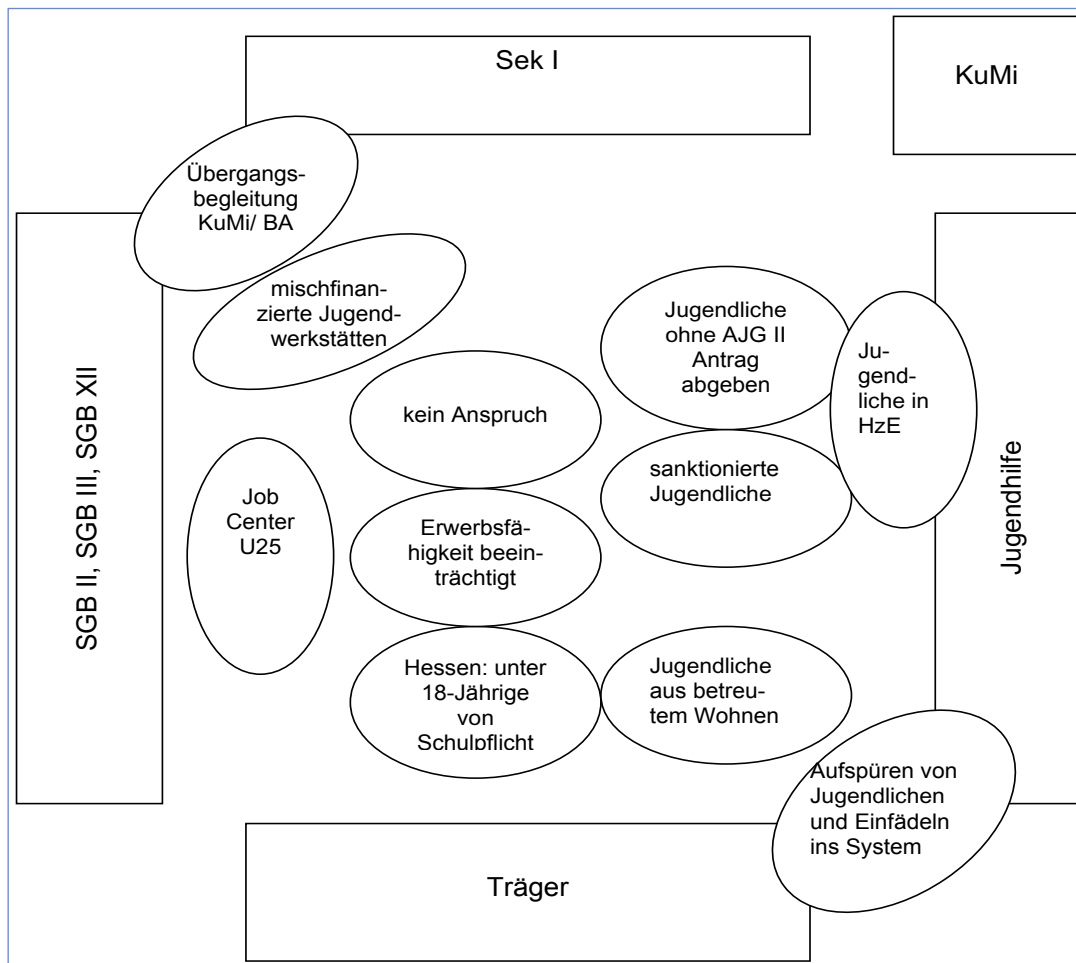 Sek I
KuMi
Übergangs-
begleitung
KuMi/ BA
mischfinan-
zierte Jugend-
werkstätten
Jugendliche
ohne AJG II
Antrag
abgeben
Ju-
gend-
liche in
HzE
kein Anspruch
sanktionierte
Jugendliche
SGB II, SGB III, SGB XII
Job
Center
U25
Erwerbsfä-
higkeit beein-
trächtigt
Jugendhilfe
Hessen: unter
18-Jährige
von
Schulpflicht
Jugendliche
aus betreu-
tem Wohnen
Aufspüren von
Jugendlichen
und Einfädeln
ins System
Träger